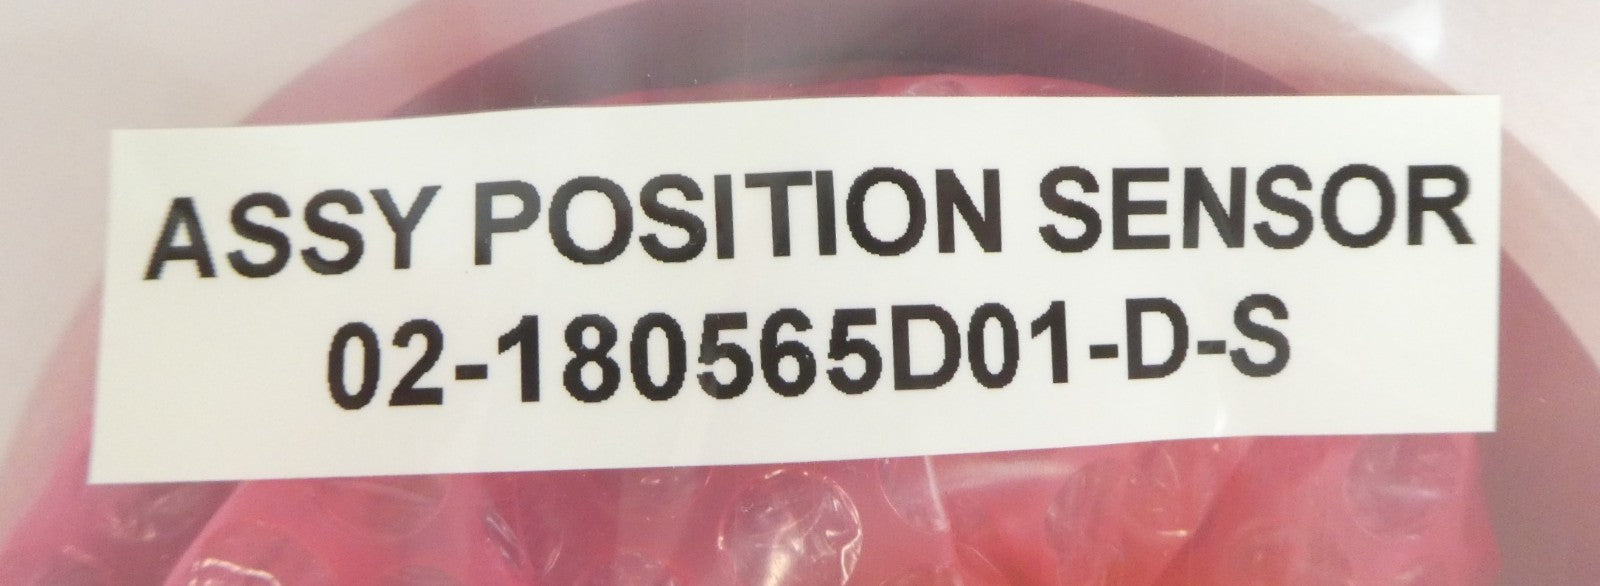 ASSY POSITION SENSOR
02-180565D01-D-S